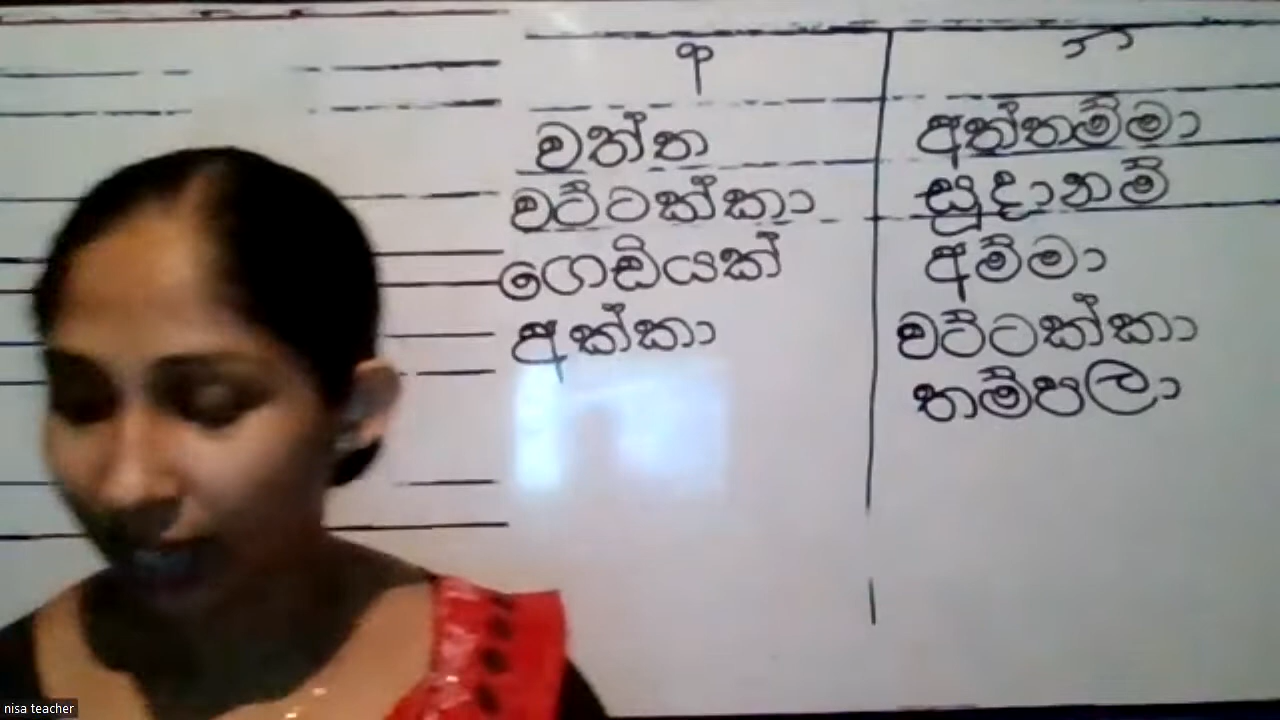 අ
වත්ත
වට්ටක්කා
ගෙඩියක්
අක්කා
අත්තම්මා
සූදානම්
අම්මා
වට්ටක්කා
තම්පලා
nisa teacher